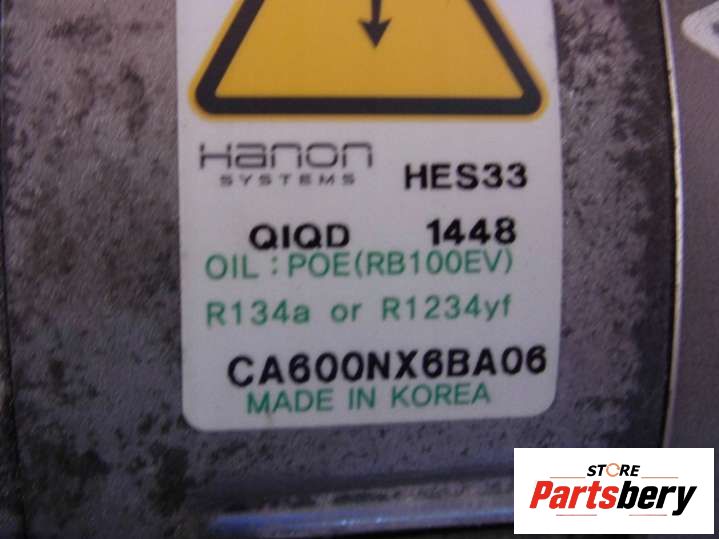 Hanon
SYSTEMS HES33
QIQD 1448
OIL : POE(RB100EV)
R134a or R1234yf
CA600NX6BA06
MADE IN KOREA
STORE
Partsbery